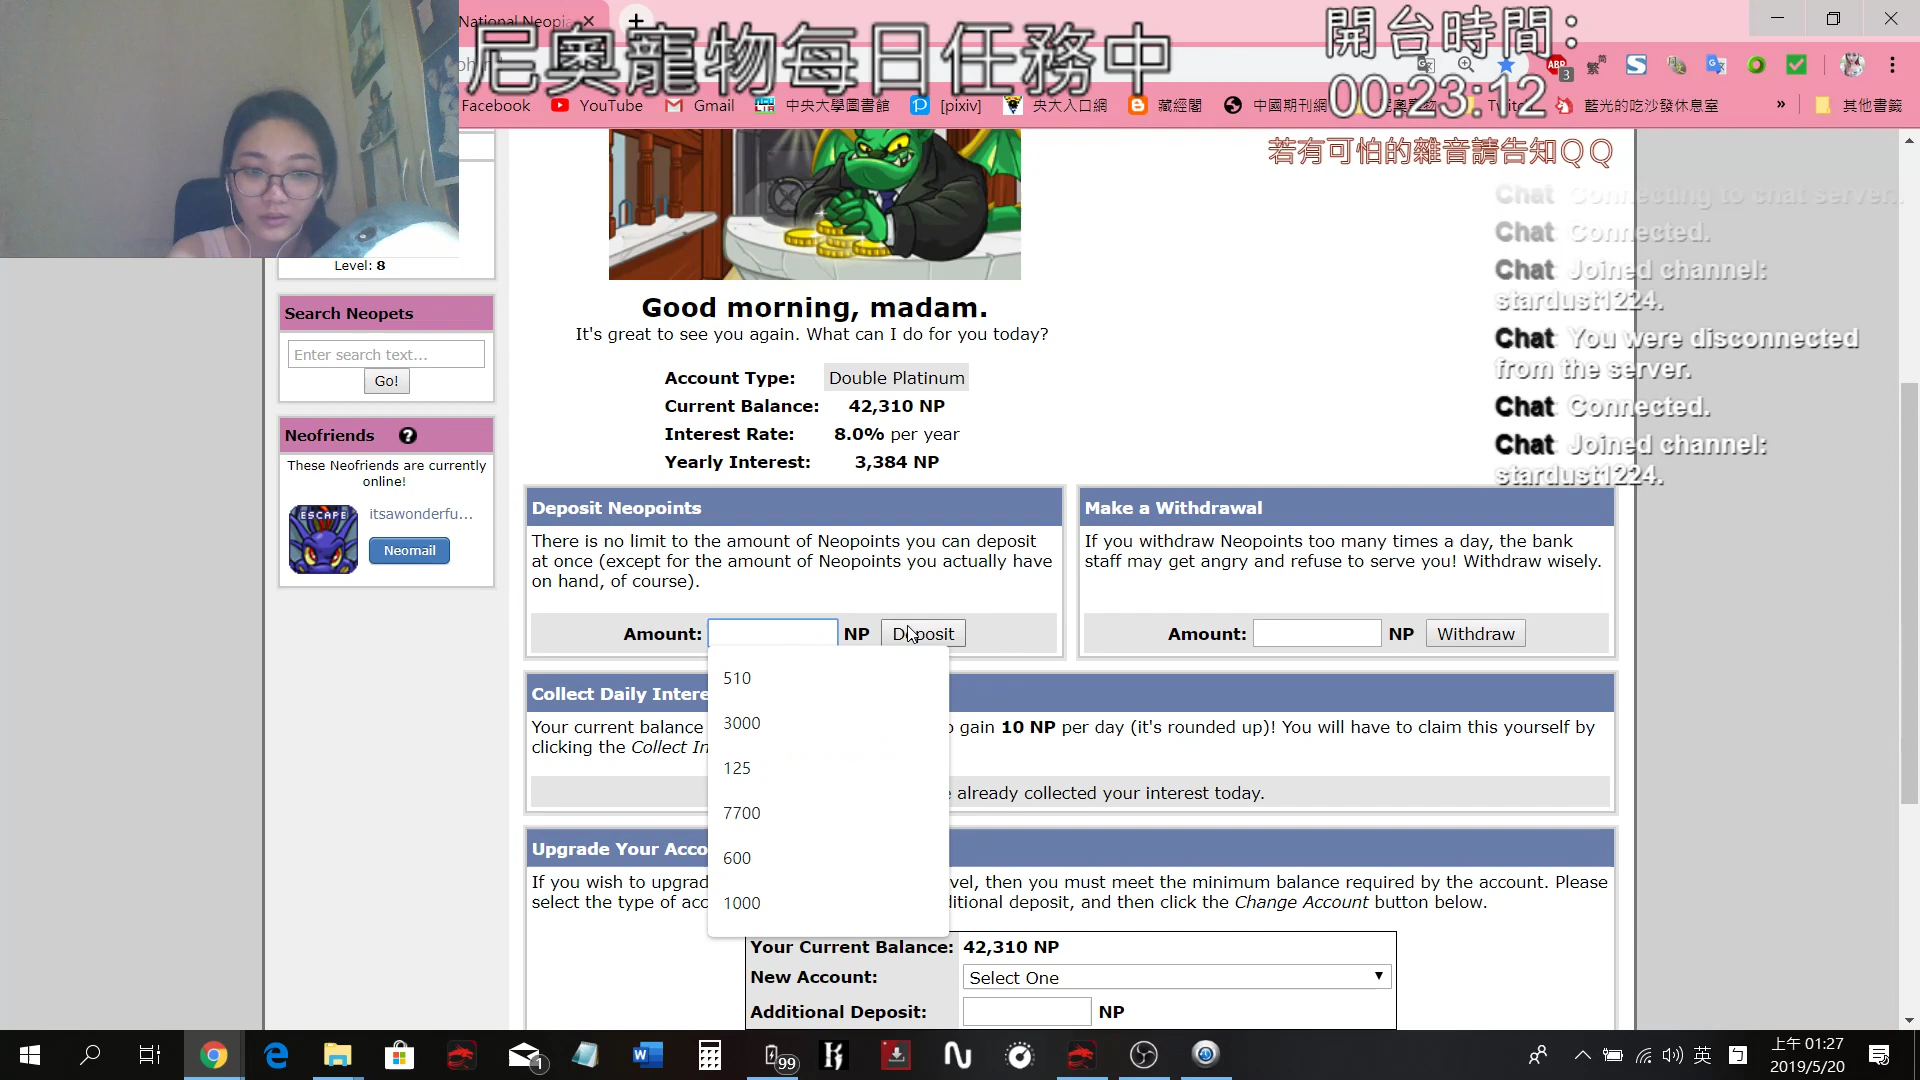 National Neopia
尼奧寵物每日任務中
開台時間：
00:23:12
Facebook
YouTube
Gmail
中央大學圖書館
[pixiv]
央大入口網
藏經閣
中國期刊網
藍光的吃沙發休息室
»
其他書籤
若有可怕的雜音請告知ＱＱ
Chat Connecting to chat server.
Chat Connected.
Chat Joined channel:
stardust1224.
Chat You were disconnected
from the server.
Chat Connected.
Chat Joined channel:
stardust1224.
Level: 8
Search Neopets
Enter search text...
Go!
Neofriends ?
These Neofriends are currently
online!
ESCAPE
itsawonderfu...
Neomail
Good morning, madam.
It's great to see you again. What can I do for you today?
Account Type: Double Platinum
Current Balance: 42,310 NP
Interest Rate: 8.0% per year
Yearly Interest: 3,384 NP
Deposit Neopoints
There is no limit to the amount of Neopoints you can deposit
at once (except for the amount of Neopoints you actually have
on hand, of course).
Amount: NP Deposit
510
3000
125
7700
600
1000
Make a Withdrawal
If you withdraw Neopoints too many times a day, the bank
staff may get angry and refuse to serve you! Withdraw wisely.
Amount: NP Withdraw
Collect Daily Intere
Your current balance gain 10 NP per day (it's rounded up)! You will have to claim this yourself by
clicking the Collect In
already collected your interest today.
Upgrade Your Acco
If you wish to upgrad vel, then you must meet the minimum balance required by the account. Please
select the type of acc ditional deposit, and then click the Change Account button below.
Your Current Balance: 42,310 NP
New Account: Select One
Additional Deposit: NP
1
99
英
上午 01:27
2019/5/20